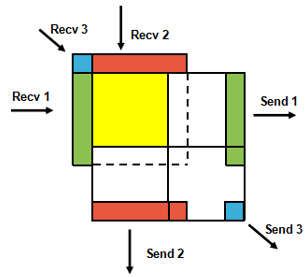 Recv 3
Recv 2
Recv 1
Send 1
Send 3
Send 2